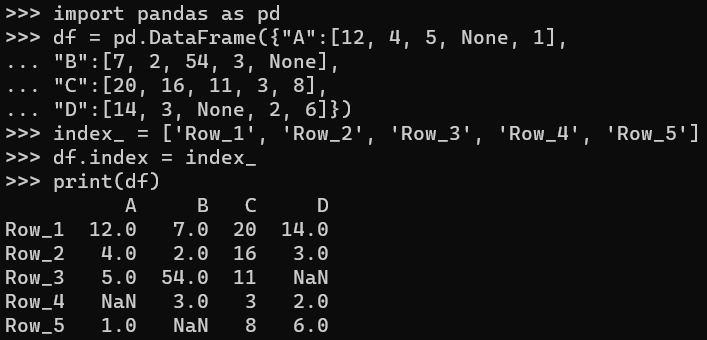 >>> import pandas as pd
>>> df = pd.DataFrame({"A":[12, 4, 5, None, 1],
... "B":[7, 2, 54, 3, None],
... "C":[20, 16, 11, 3, 8],
... "D":[14, 3, None, 2, 6]})
>>> index_ = ['Row_1', 'Row_2', 'Row_3', 'Row_4', 'Row_5']
>>> df.index = index_
>>> print(df)
          A     B   C     D
Row_1  12.0   7.0  20  14.0
Row_2   4.0   2.0  16   3.0
Row_3   5.0  54.0  11   NaN
Row_4   NaN   3.0   3   2.0
Row_5   1.0   NaN   8   6.0